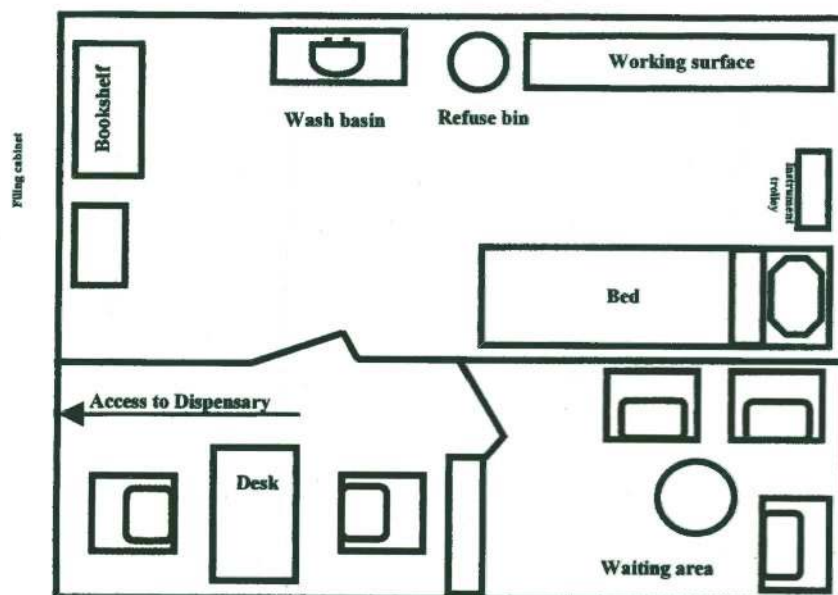 Bookshelf
Working surface
Wash basin
Refuse bin
Filing cabinet
Instrument
trolley
Bed
Access to Dispensary
Desk
Waiting area